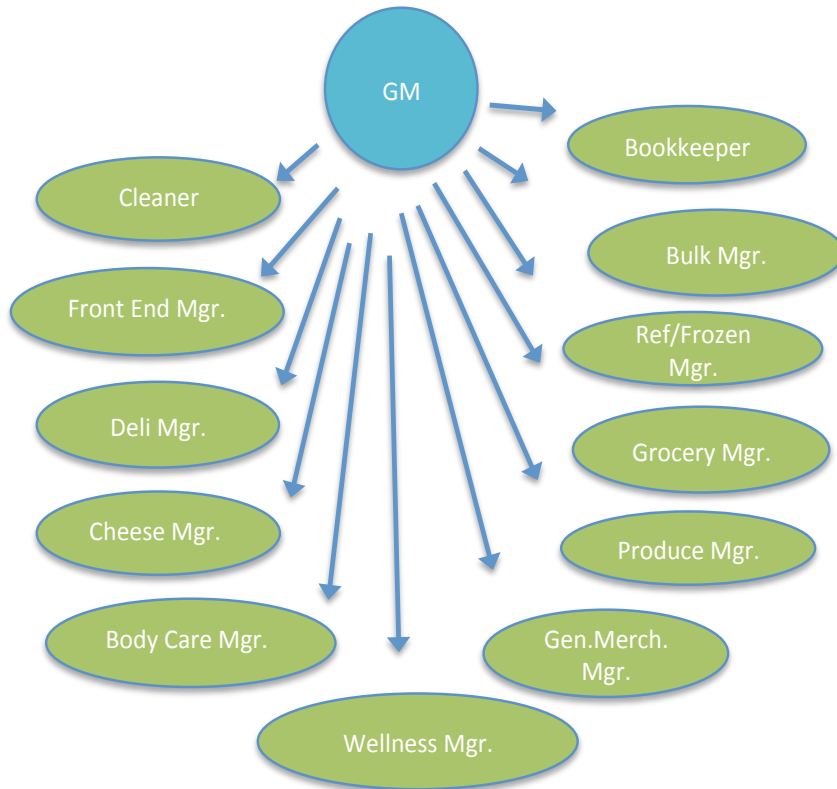 GM
Bookkeeper
Cleaner
Bulk Mgr.
Front End Mgr.
Ref/Frozen
Mgr.
Deli Mgr.
Grocery Mgr.
Cheese Mgr.
Produce Mgr.
Body Care Mgr.
Gen.Merch.
Mgr.
Wellness Mgr.